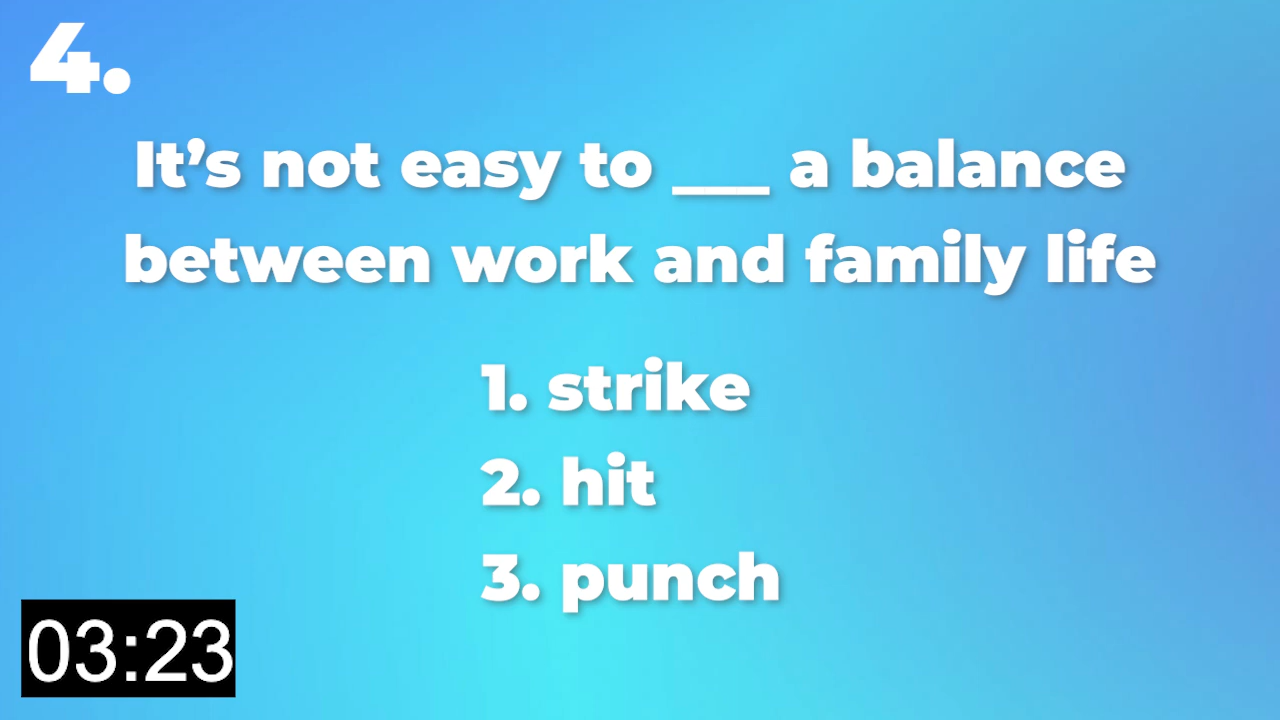 4.
It’s not easy to ___ a balance
between work and family life
1. strike
2. hit
3. punch
03:23